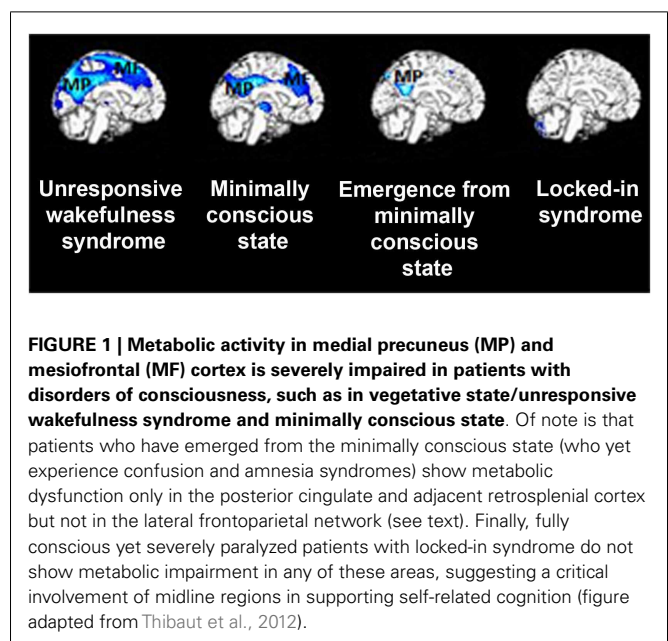 MP MF MP MF MP
Unresponsive wakefulness syndrome
Minimally conscious state
Emergence from minimally conscious state
Locked-in syndrome
FIGURE 1 | Metabolic activity in medial precuneus (MP) and
mesiofrontal (MF) cortex is severely impaired in patients with
disorders of consciousness, such as in vegetative state/unresponsive
wakefulness syndrome and minimally conscious state. Of note is that
patients who have emerged from the minimally conscious state (who yet
experience confusion and amnesia syndromes) show metabolic
dysfunction only in the posterior cingulate and adjacent retrosplenial cortex
but not in the lateral frontoparietal network (see text). Finally, fully
conscious yet severely paralyzed patients with locked-in syndrome do not
show metabolic impairment in any of these areas, suggesting a critical
involvement of midline regions in supporting self-related cognition (figure
adapted from Thibaut et al., 2012).